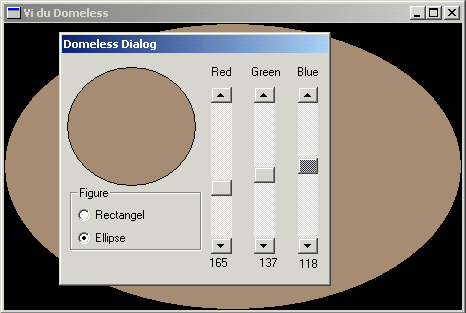 Vi du Domeless
Domeless Dialog
Red Green Blue
Figure
Rectangel
Ellipse
165 137 118